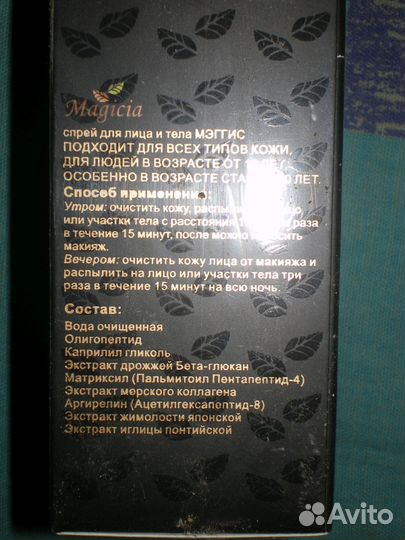 Magicia
спрей для лица и тела МЭГГИС
ПОДХОДИТ ДЛЯ ВСЕХ ТИПОВ КОЖИ,
ДЛЯ ЛЮДЕЙ В ВОЗРАСТЕ ОТ ЛЕТ,
ОСОБЕННО В ВОЗРАСТЕ ЛЕТ.
Способ применения:
Утром: очистить кожу,
или участки тела с расстояния раза
в течение 15 минут, после можно
макияж.
Вечером: очистить кожу лица от макияжа и
распылить на лицо или участки тела три
раза в течение 15 минут на всю ночь.
Состав:
Вода очищенная
Олигопептид
Каприлил гликоль
Экстракт дрожжей Бета-глюкан
Матриксил (Пальмитоил Пентапептид-4)
Экстракт морского коллагена
Аргирелин (Ацетилгексапептид-8)
Экстракт жимолости японской
Экстракт иглицы понтийской
Avito